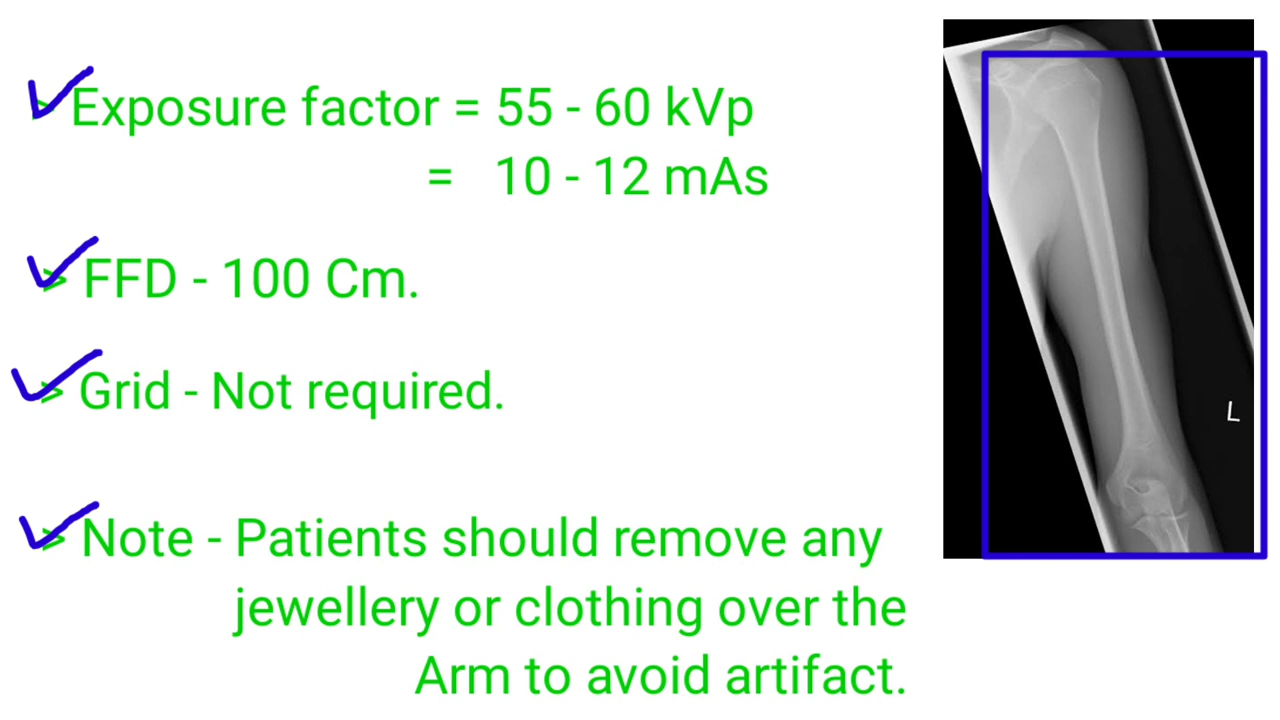 > Exposure factor = 55 - 60 kVp
= 10 - 12 mAs
> FFD - 100 Cm.
> Grid - Not required.
> Note - Patients should remove any
jewellery or clothing over the
Arm to avoid artifact.
L